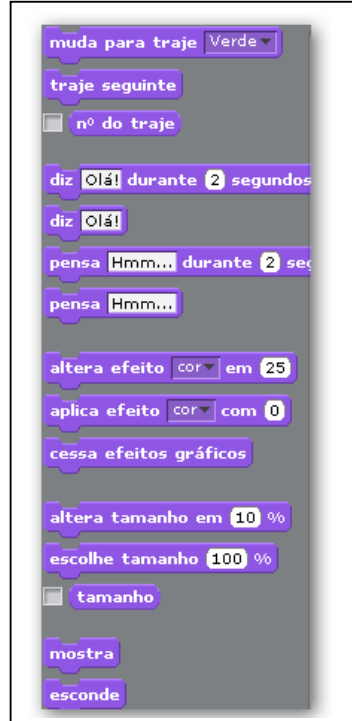 muda para traje Verde
traje seguinte
nº do traje
diz Olá! durante 2 segundos
diz Olá!
pensa Hmm... durante 2 seg
pensa Hmm...
altera efeito cor em 25
aplica efeito cor com 0
cessa efeitos gráficos
altera tamanho em 10 %
escolhe tamanho 100 %
tamanho
mostra
esconde